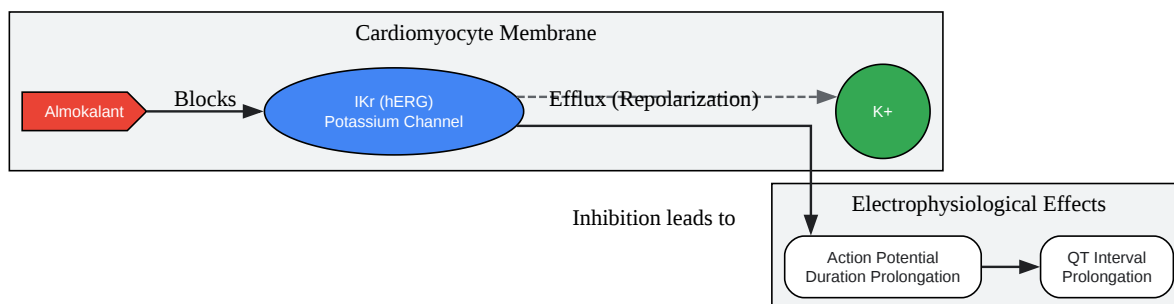 Cardiomyocyte Membrane
Almokalant
Blocks
IKr (hERG)
Potassium Channel
Efflux (Repolarization)
K+
Inhibition leads to
Electrophysiological Effects
Action Potential
Duration Prolongation
QT Interval
Prolongation